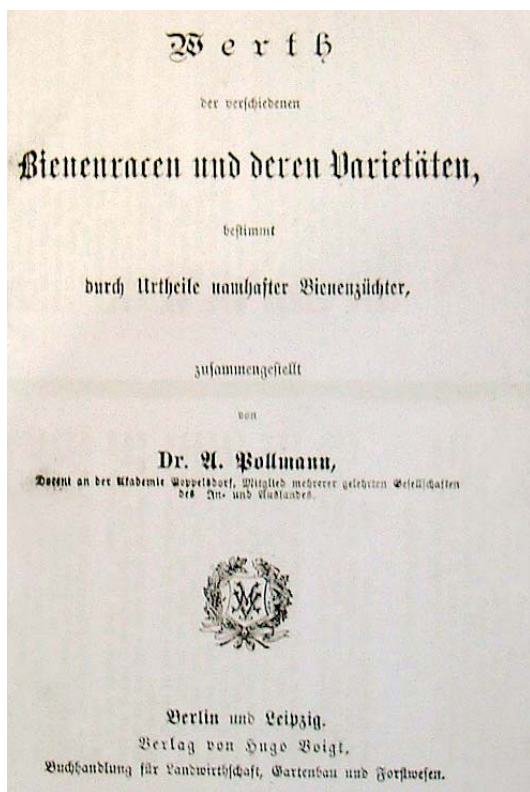 Werth
der verschiedenen
Bienenracen und deren Varietäten,
bestimmt
durch Urtheile namhafter Bienenzüchter,
zusammengestellt
von
Dr. A. Pollmann,
Docent an der Akademie Poppelsdorf, Mitglied mehrerer gelehrten Gesellschaften
des In- und Auslandes.
Berlin und Leipzig.
Verlag von Hugo Voigt,
Buchhandlung für Landwirthschaft, Gartenbau und Forstwesen.